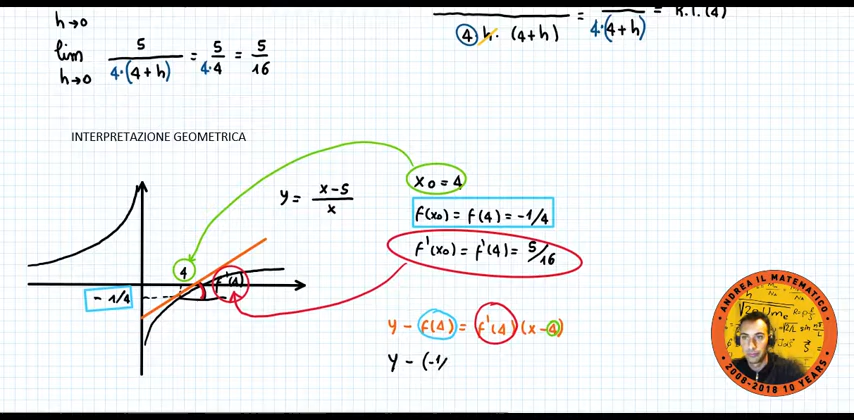 h→0
4 h · (4+h) = 4·(4+h) = R.I.(4)
lim h→0 5 / 4·(4+h) = 5 / 4·4 = 5 / 16
INTERPRETAZIONE GEOMETRICA
y = x-5 / x
x0 = 4
f(x0) = f(4) = -1/4
f'(x0) = f'(4) = 5/16
4
f'(4)
- 1/4
y - f(4) = f'(4) (x-4)
y - (-1/
ANDREA IL MATEMATICO
2008-2018 10 YEARS